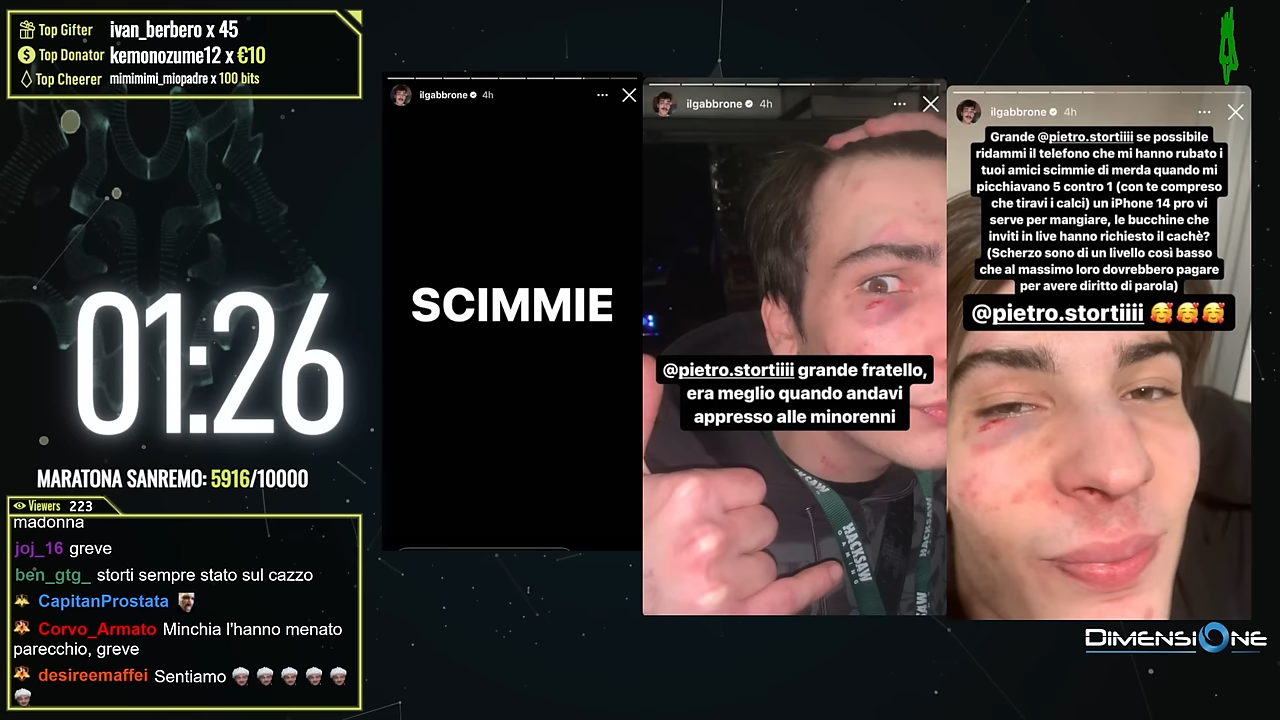 Top Gifter ivan_berbero x 45
Top Donator kemonozume12 x €10
Top Cheerer mimimimi_miopadre x 100 bits
01:26
MARATONA SANREMO: 5916/10000
Viewers 223
madonna
joj_16 greve
ben_gtg_ storti sempre stato sul cazzo
CapitanProstata
Corvo_Armato Minchia l'hanno menato
parecchio, greve
desireemaffei Sentiamo
ilgabbrone 4h
SCIMMIE
ilgabbrone 4h
@pietro.stortiiii grande fratello,
era meglio quando andavi
appresso alle minorenni
HACKSAW
GAMING
ilgabbrone 4h
Grande @pietro.stortiiii se possibile
ridammi il telefono che mi hanno rubato i
tuoi amici scimmie di merda quando mi
picchiavano 5 contro 1 (con te compreso
che tiravi i calci) un iPhone 14 pro vi
serve per mangiare, le bucchine che
inviti in live hanno richiesto il cachè?
(Scherzo sono di un livello così basso
che al massimo loro dovrebbero pagare
per avere diritto di parola)
@pietro.stortiiii 🥰🥰🥰
DIMENSIONE